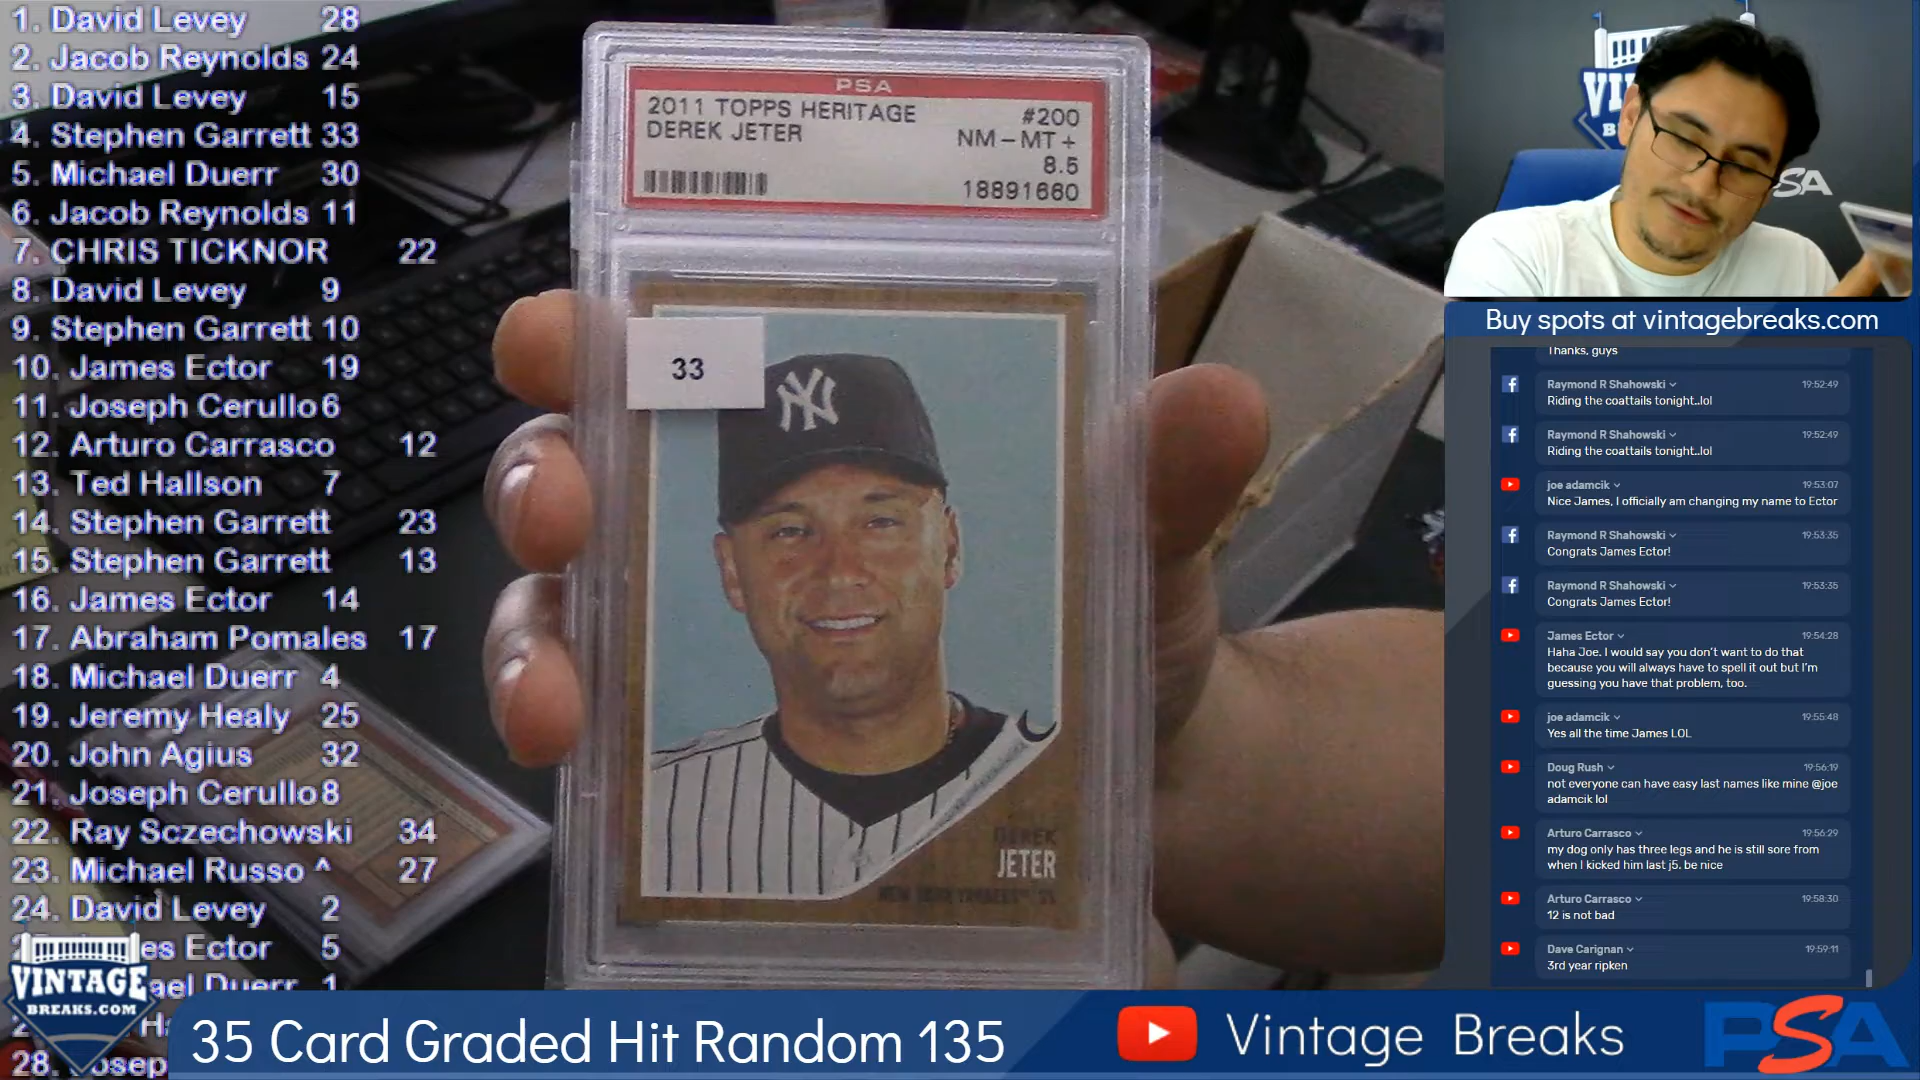 1. David Levey 28
2. Jacob Reynolds 24
3. David Levey 15
4. Stephen Garrett 33
5. Michael Duerr 30
6. Jacob Reynolds 11
7. CHRIS TICKNOR 22
8. David Levey 9
9. Stephen Garrett 10
10. James Ector 19
11. Joseph Cerullo 6
12. Arturo Carrasco 12
13. Ted Hallson 7
14. Stephen Garrett 23
15. Stephen Garrett 13
16. James Ector 14
17. Abraham Pomales 17
18. Michael Duerr 4
19. Jeremy Healy 25
20. John Agius 32
21. Joseph Cerullo 8
22. Ray Sczechowski 34
23. Michael Russo ^ 27
24. David Levey 2
es Ector 5
ael Duerr 1
28.
VINTAGE
BREAKS.COM
PSA
2011 TOPPS HERITAGE #200
DEREK JETER NM-MT+
8.5
18891660
33
NY
DEREK
JETER
NEW YORK YANKEES SS
VI
B
SA
Buy spots at vintagebreaks.com
Thanks, guys
Raymond R Shahowski 19:52:49
Riding the coattails tonight..lol
Raymond R Shahowski 19:52:49
Riding the coattails tonight..lol
joe adamcik 19:53:07
Nice James, I officially am changing my name to Ector
Raymond R Shahowski 19:53:35
Congrats James Ector!
Raymond R Shahowski 19:53:35
Congrats James Ector!
James Ector 19:54:28
Haha Joe. I would say you don't want to do that
because you will always have to spell it out but I'm
guessing you have that problem, too.
joe adamcik 19:55:48
Yes all the time James LOL
Doug Rush 19:56:19
not everyone can have easy last names like mine @joe
adamcik lol
Arturo Carrasco 19:56:29
my dog only has three legs and he is still sore from
when I kicked him last j5. be nice
Arturo Carrasco 19:58:30
12 is not bad
Dave Carignan 19:59:11
3rd year ripken
35 Card Graded Hit Random 135
Vintage Breaks
PSA